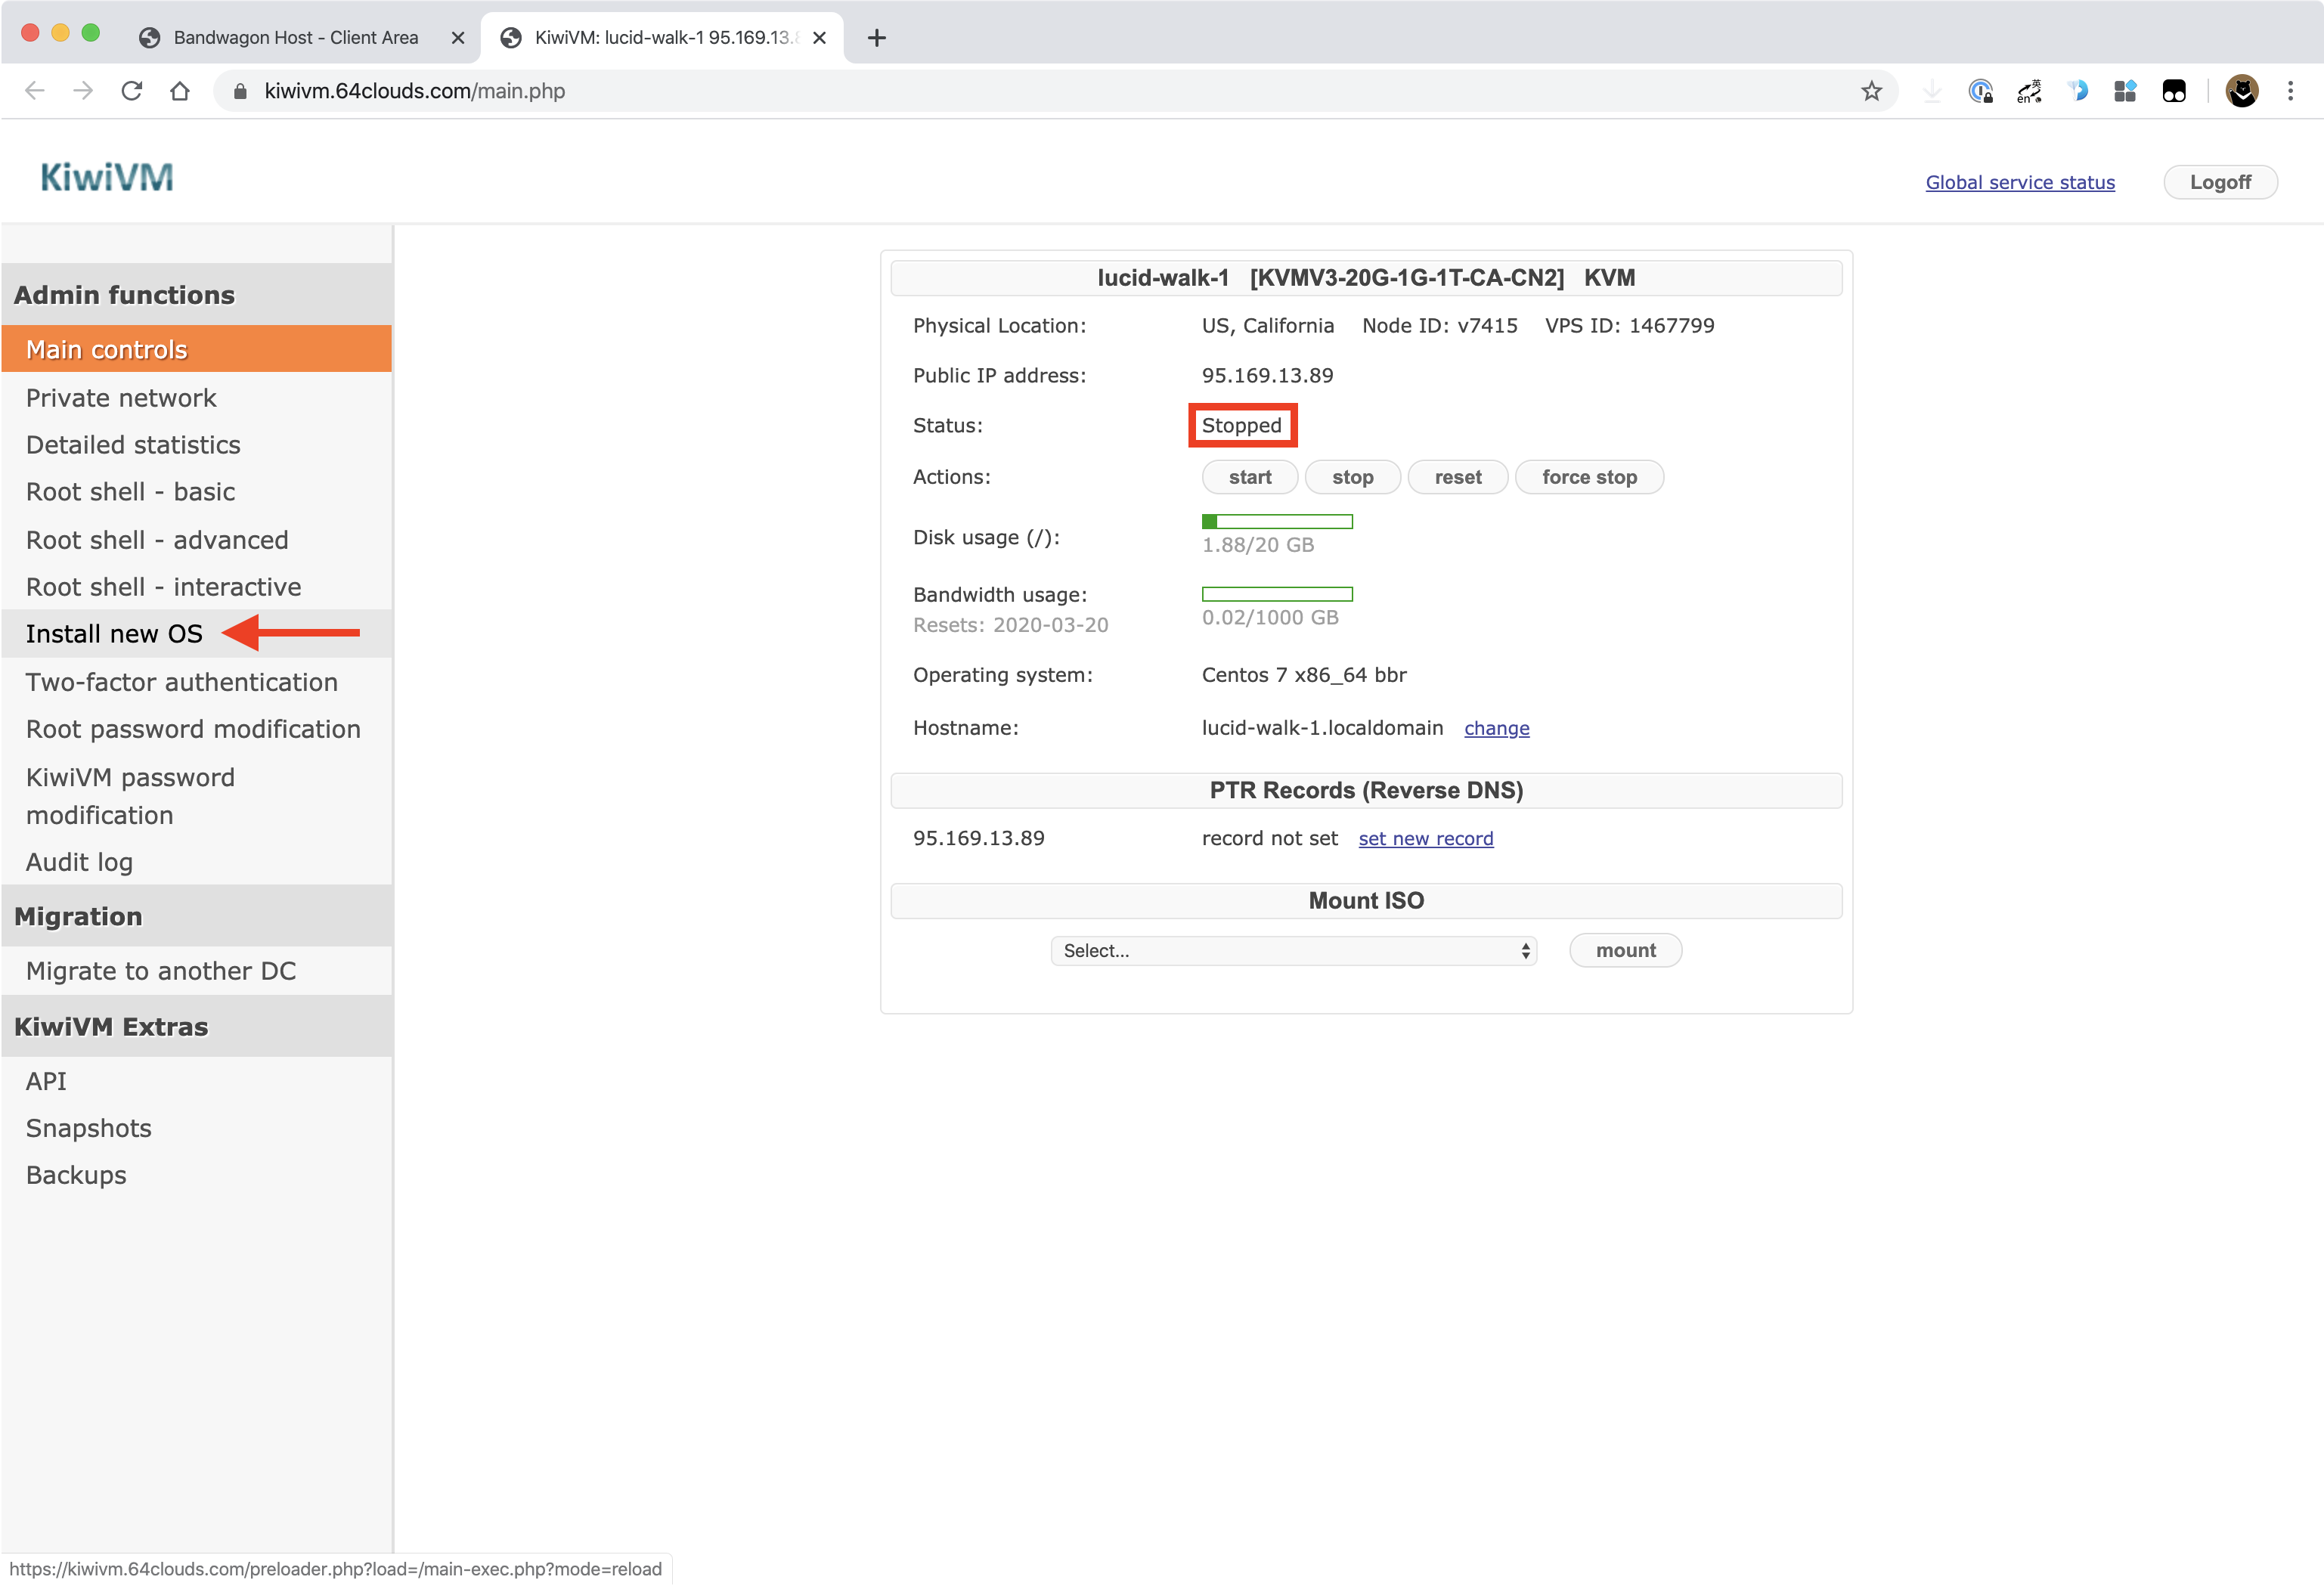 Bandwagon Host - Client Area
KiwiVM: lucid-walk-1 95.169.13.8
kiwivm.64clouds.com/main.php
KiwiVM
Global service status
Logoff
Admin functions
Main controls
Private network
Detailed statistics
Root shell - basic
Root shell - advanced
Root shell - interactive
Install new OS
Two-factor authentication
Root password modification
KiwiVM password
modification
Audit log
Migration
Migrate to another DC
KiwiVM Extras
API
Snapshots
Backups
lucid-walk-1 [KVMV3-20G-1G-1T-CA-CN2] KVM
Physical Location: US, California Node ID: v7415 VPS ID: 1467799
Public IP address: 95.169.13.89
Status: Stopped
Actions: start stop reset force stop
Disk usage (/):
1.88/20 GB
Bandwidth usage:
Resets: 2020-03-20
0.02/1000 GB
Operating system: Centos 7 x86_64 bbr
Hostname: lucid-walk-1.localdomain change
PTR Records (Reverse DNS)
95.169.13.89 record not set set new record
Mount ISO
Select... mount
https://kiwivm.64clouds.com/preloader.php?load=/main-exec.php?mode=reload